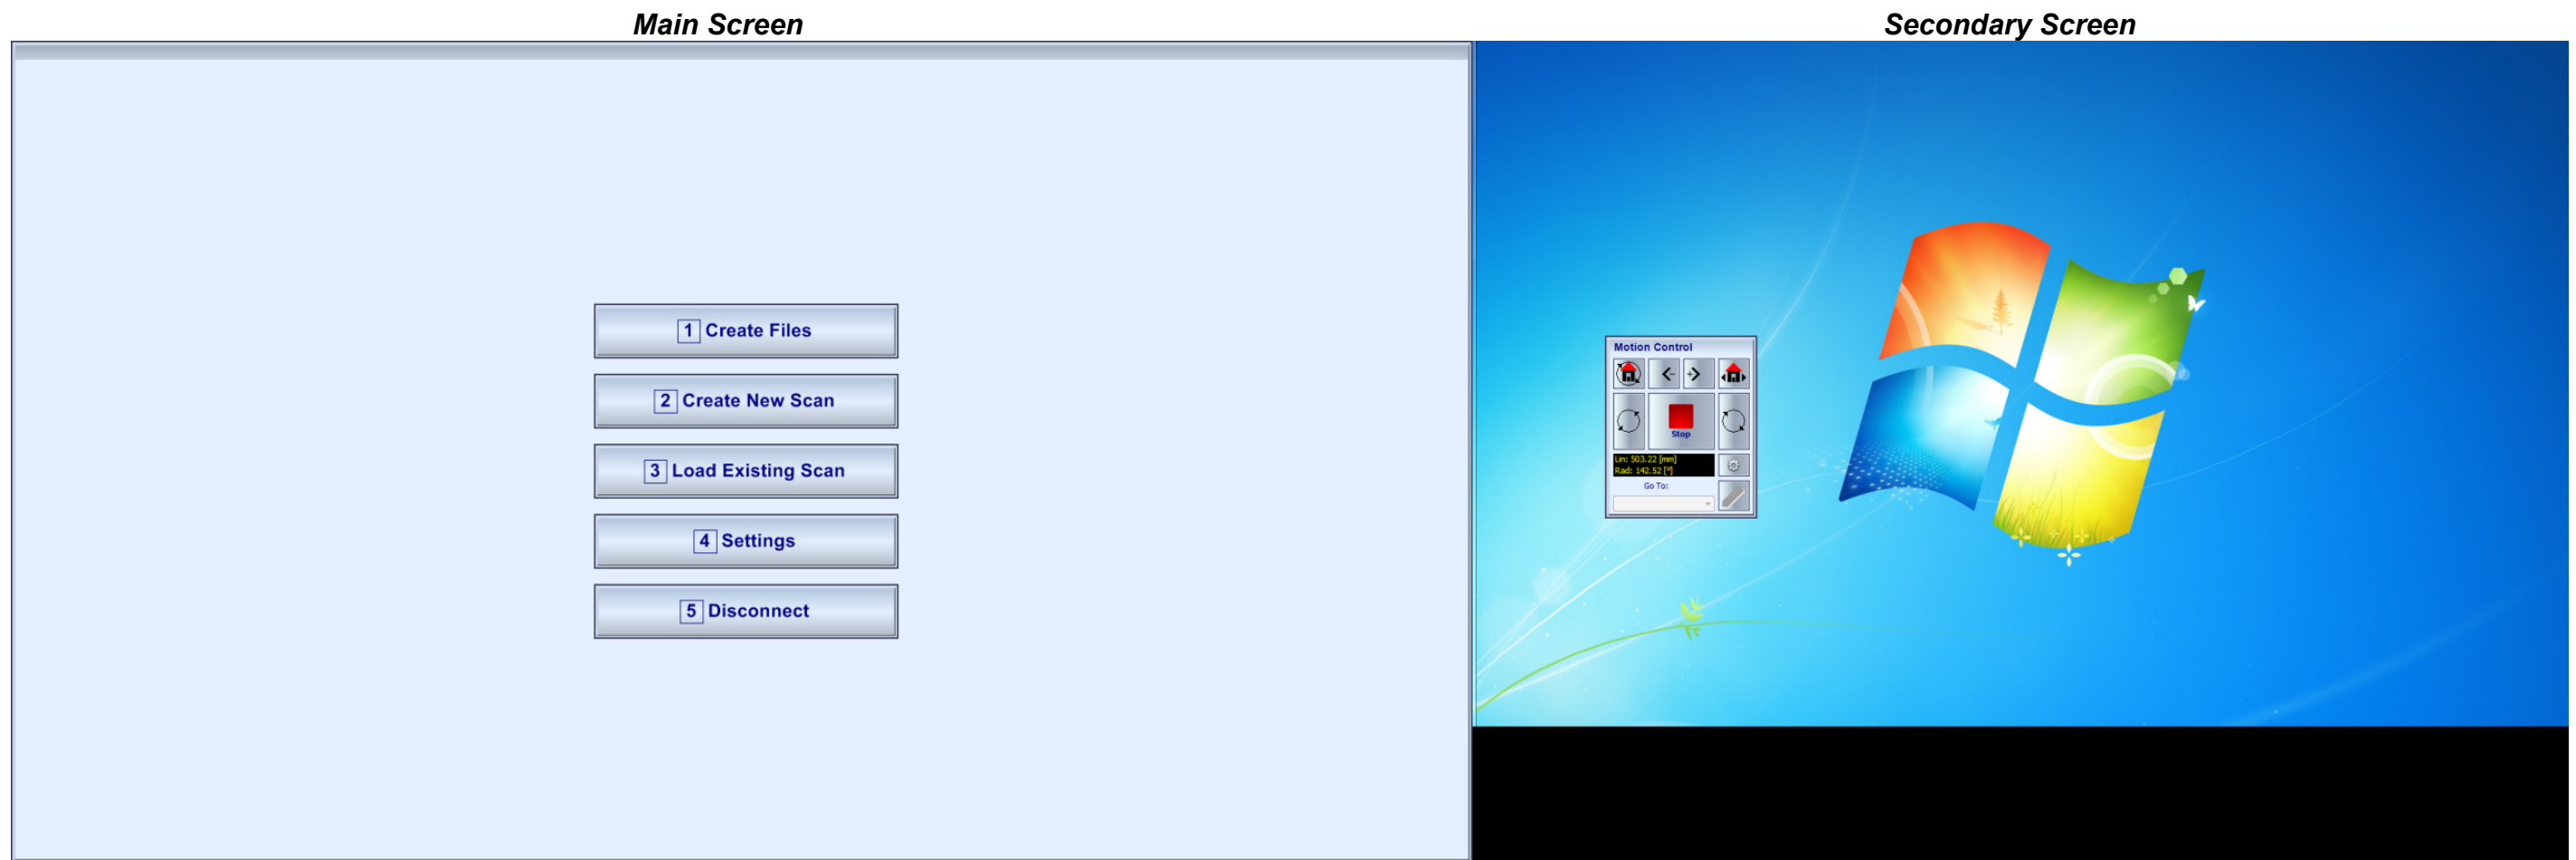 Main Screen
Secondary Screen
1 Create Files
2 Create New Scan
3 Load Existing Scan
4 Settings
5 Disconnect
Motion Control
Stop
Lin: 503.22 [mm]
Rad: 142.52 [°]
Go To: